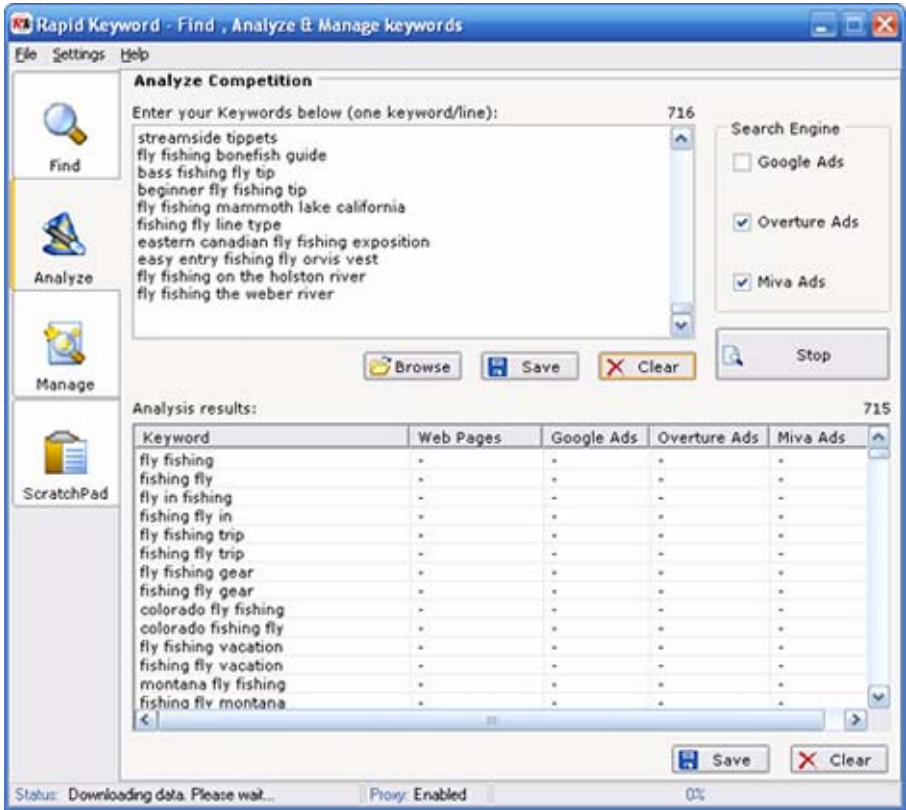 Rapid Keyword - Find , Analyze & Manage keywords
File Settings Help
Find
Analyze
Manage
ScratchPad
Analyze Competition
Enter your Keywords below (one keyword/line): 716
streamside tippets
fly fishing bonefish guide
bass fishing fly tip
beginner fly fishing tip
fly fishing mammoth lake california
fishing fly line type
eastern canadian fly fishing exposition
easy entry fishing fly orvis vest
fly fishing on the holston river
fly fishing the weber river
Search Engine
Google Ads
Overture Ads
Miva Ads
Browse Save Clear
Stop
Analysis results: 715
Keyword Web Pages Google Ads Overture Ads Miva Ads
fly fishing - - - -
fishing fly - - - -
fly in fishing - - - -
fishing fly in - - - -
fly fishing trip - - - -
fishing fly trip - - - -
fly fishing gear - - - -
fishing fly gear - - - -
colorado fly fishing - - - -
colorado fishing fly - - - -
fly fishing vacation - - - -
fishing fly vacation - - - -
montana fly fishing - - - -
fishing fly montana - - - -
Save Clear
Status: Downloading data. Please wait... Proxy: Enabled 0%